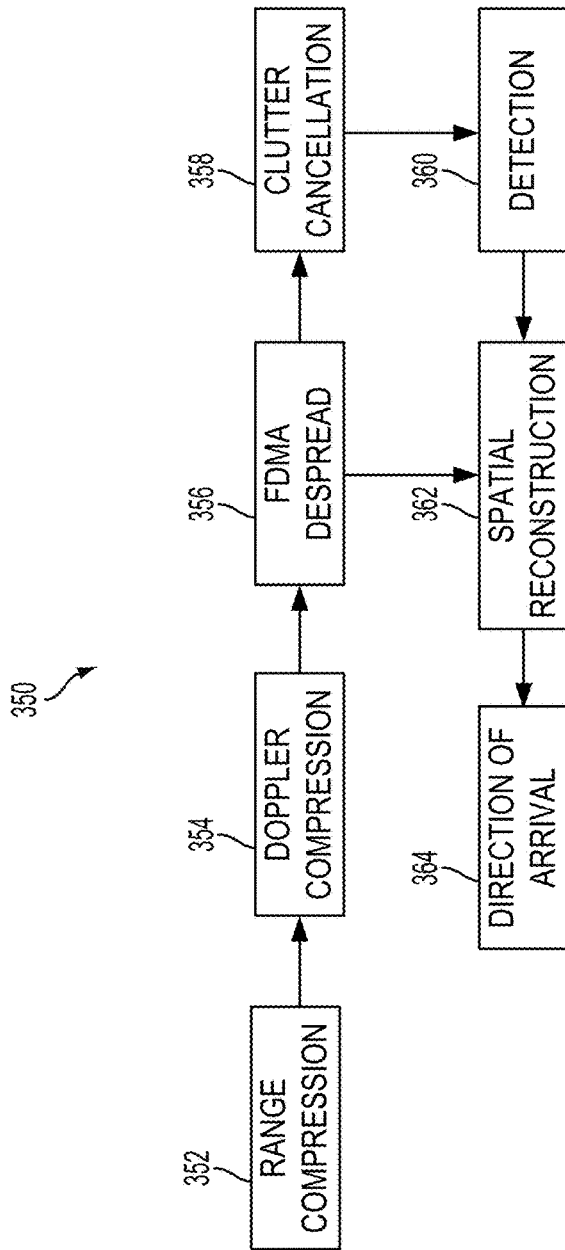 350
352
RANGE
COMPRESSION
354
DOPPLER
COMPRESSION
356
FDMA
DESPREAD
358
CLUTTER
CANCELLATION
360
DETECTION
362
SPATIAL
RECONSTRUCTION
364
DIRECTION OF
ARRIVAL